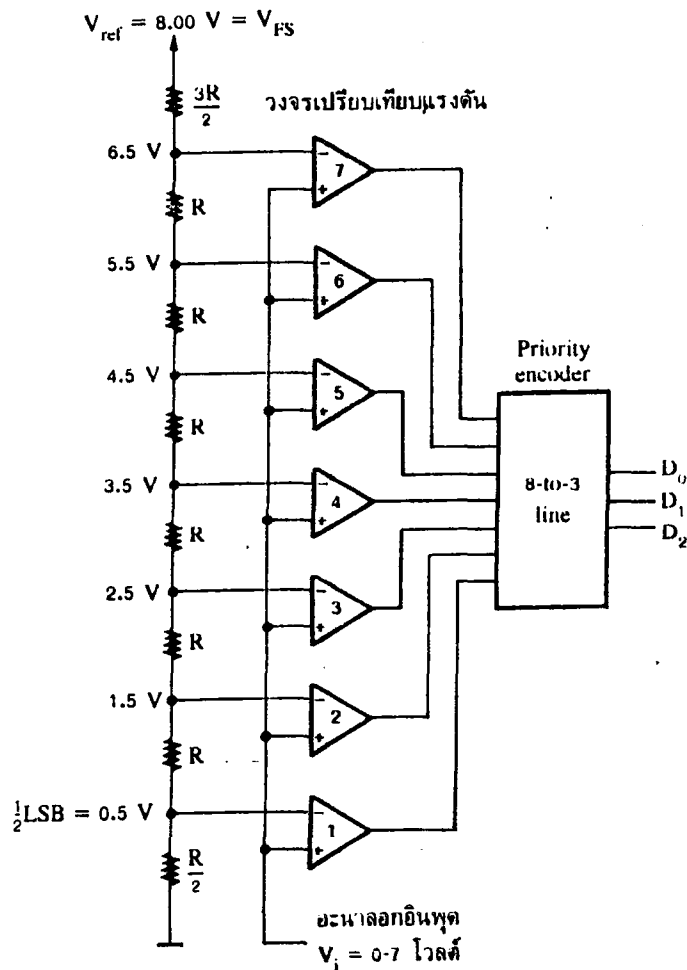 V_ref = 8.00 V = V_FS
3R/2
วงจรเปรียบเทียบแรงดัน
6.5 V
7
R
5.5 V
6
R
Priority
encoder
4.5 V
5
R
8-to-3
line
D_0
D_1
D_2
3.5 V
4
R
2.5 V
3
R
1.5 V
2
R
½LSB = 0.5 V
1
R/2
อะนาลอกอินพุต
V_i = 0-7 โวลต์